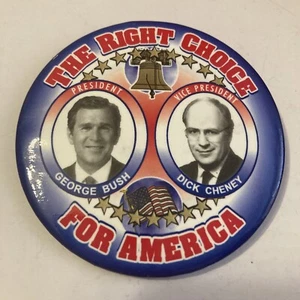 THE RIGHT CHOICE
PRESIDENT
VICE PRESIDENT
GEORGE BUSH
DICK CHENEY
FOR AMERICA